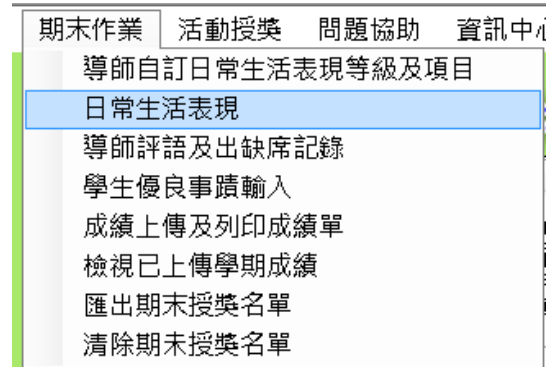 期末作業 活動授獎 問題協助 資訊中心
導師自訂日常生活表現等級及項目
日常生活表現
導師評語及出缺席記錄
學生優良事蹟輸入
成績上傳及列印成績單
檢視已上傳學期成績
匯出期末授獎名單
清除期末授獎名單